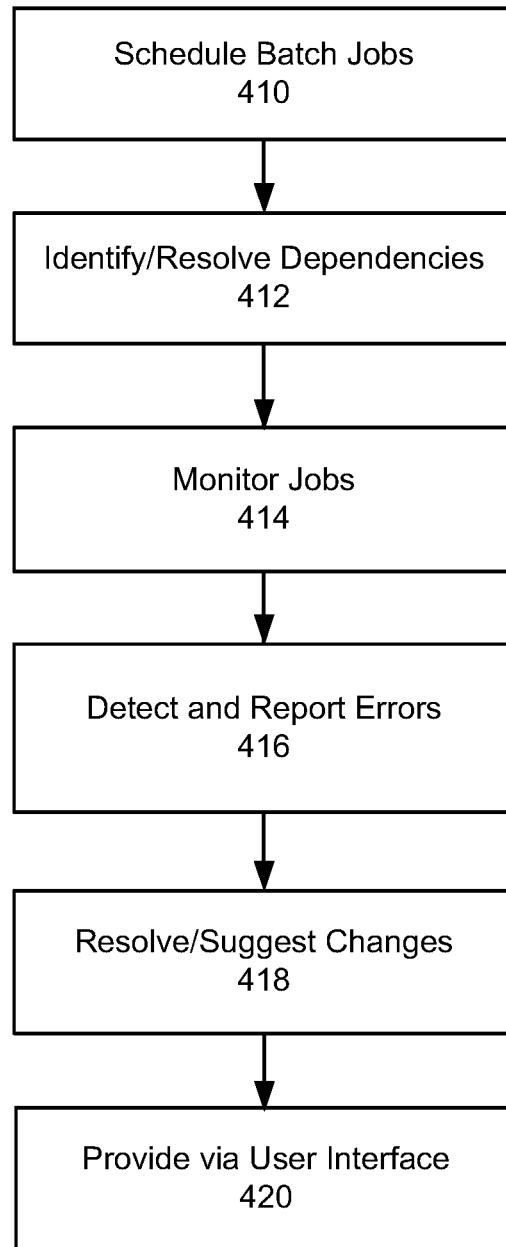 Schedule Batch Jobs
410
Identify/Resolve Dependencies
412
Monitor Jobs
414
Detect and Report Errors
416
Resolve/Suggest Changes
418
Provide via User Interface
420